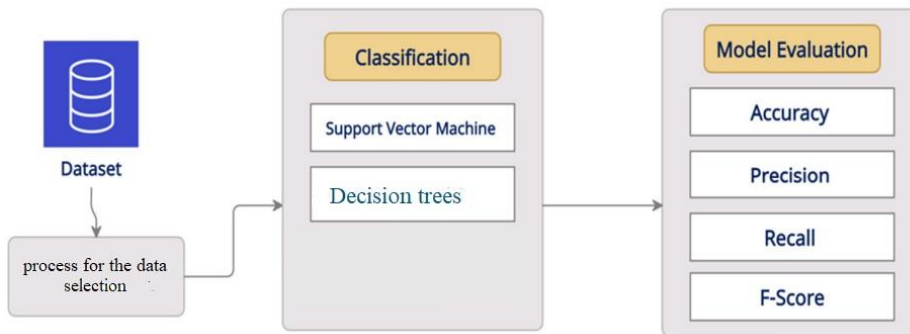 Dataset
process for the data
selection
Classification
Support Vector Machine
Decision trees
Model Evaluation
Accuracy
Precision
Recall
F-Score